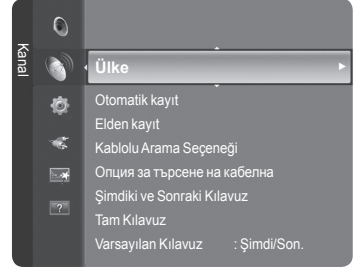 Kanal
Ülke
Otomatik kayıt
Elden kayıt
Kablolu Arama Seçeneği
Опция за търсене на кабелна
Şimdiki ve Sonraki Kılavuz
Tam Kılavuz
Varsayılan Kılavuz : Şimdi/Son.